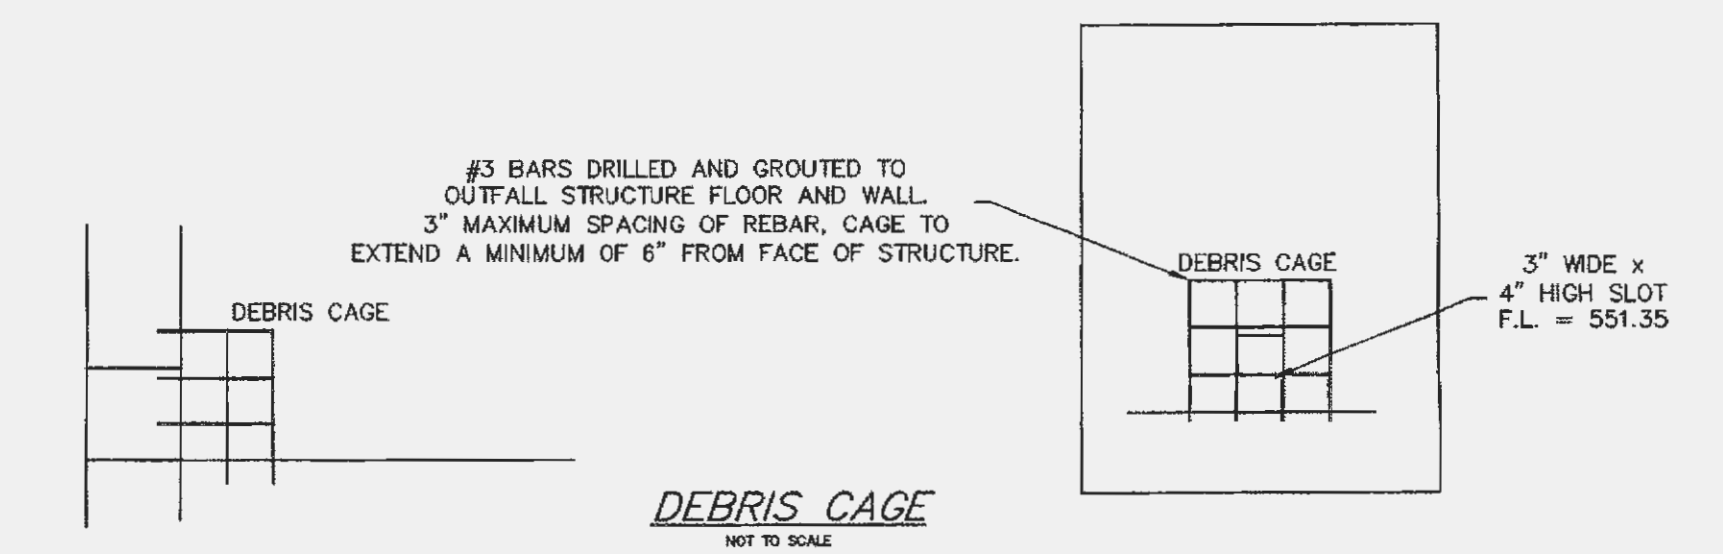 #3 BARS DRILLED AND GROUTED TO
OUTFALL STRUCTURE FLOOR AND WALL.
3" MAXIMUM SPACING OF REBAR, CAGE TO
EXTEND A MINIMUM OF 6" FROM FACE OF STRUCTURE.
DEBRIS CAGE
DEBRIS CAGE
3" WIDE x
4" HIGH SLOT
F.L. = 551.35
DEBRIS CAGE
NOT TO SCALE